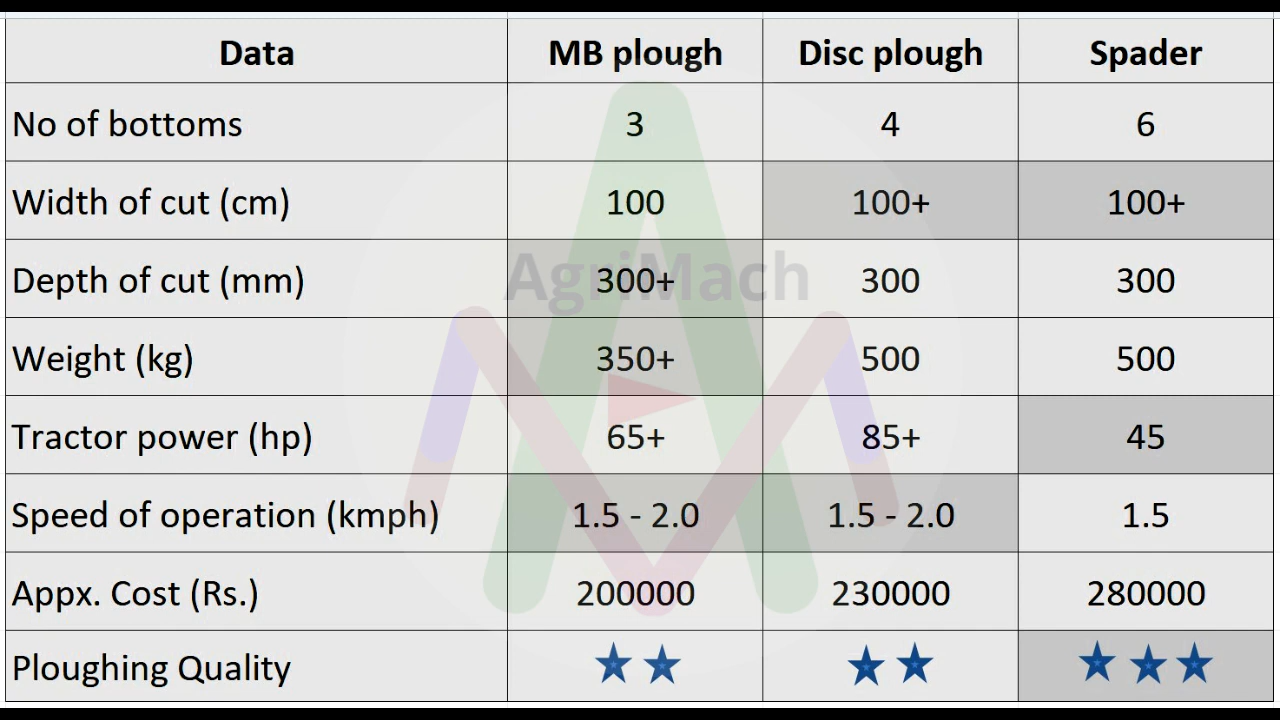 Data MB plough Disc plough Spader
No of bottoms 3 4 6
Width of cut (cm) 100 100+ 100+
Depth of cut (mm) 300+ 300 300
AgriMach
Weight (kg) 350+ 500 500
Tractor power (hp) 65+ 85+ 45
Speed of operation (kmph) 1.5 - 2.0 1.5 - 2.0 1.5
Appx. Cost (Rs.) 200000 230000 280000
Ploughing Quality